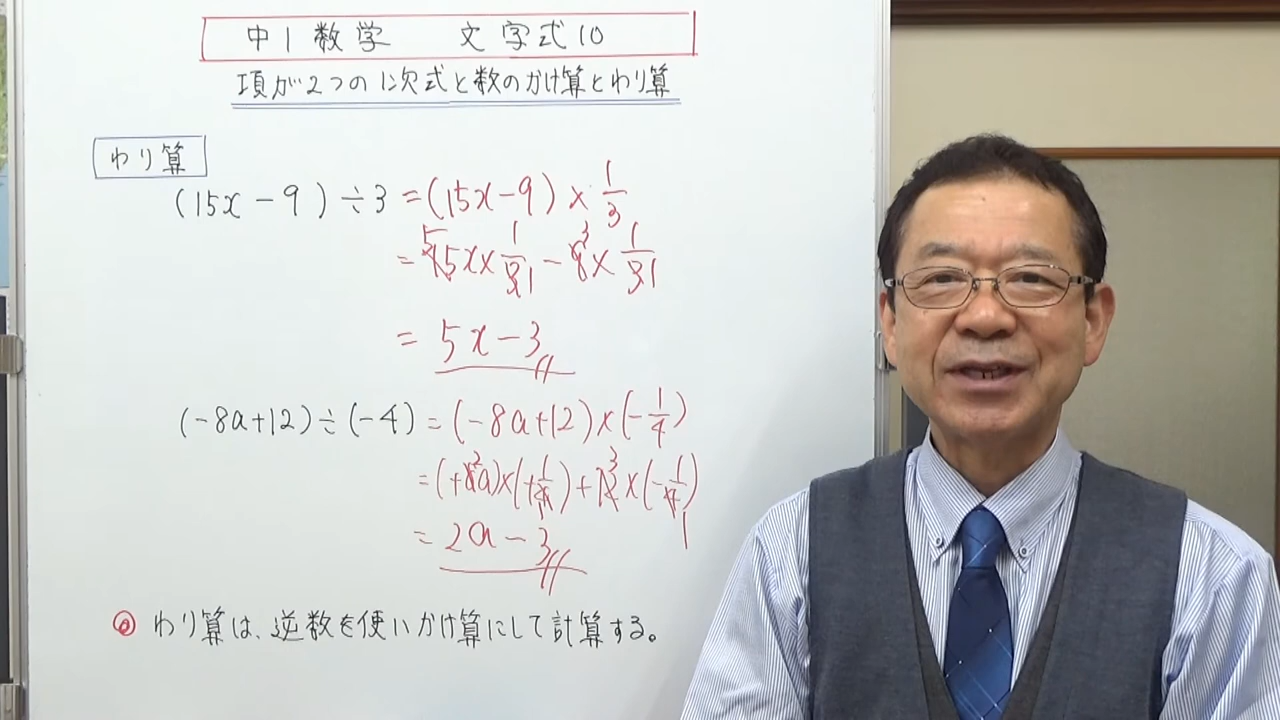 中1数学 文字式10
項が2つの1次式と数のかけ算とわり算
わり算
(15x-9)÷3=(15x-9)×1/3
=15x×1/3-9×1/3
=5x-3
(-8a+12)÷(-4)=(-8a+12)×(-1/4)
=(+8a)×(+1/4)+12×(-1/4)
=2a-3
◎わり算は、逆数を使いかけ算にして計算する。